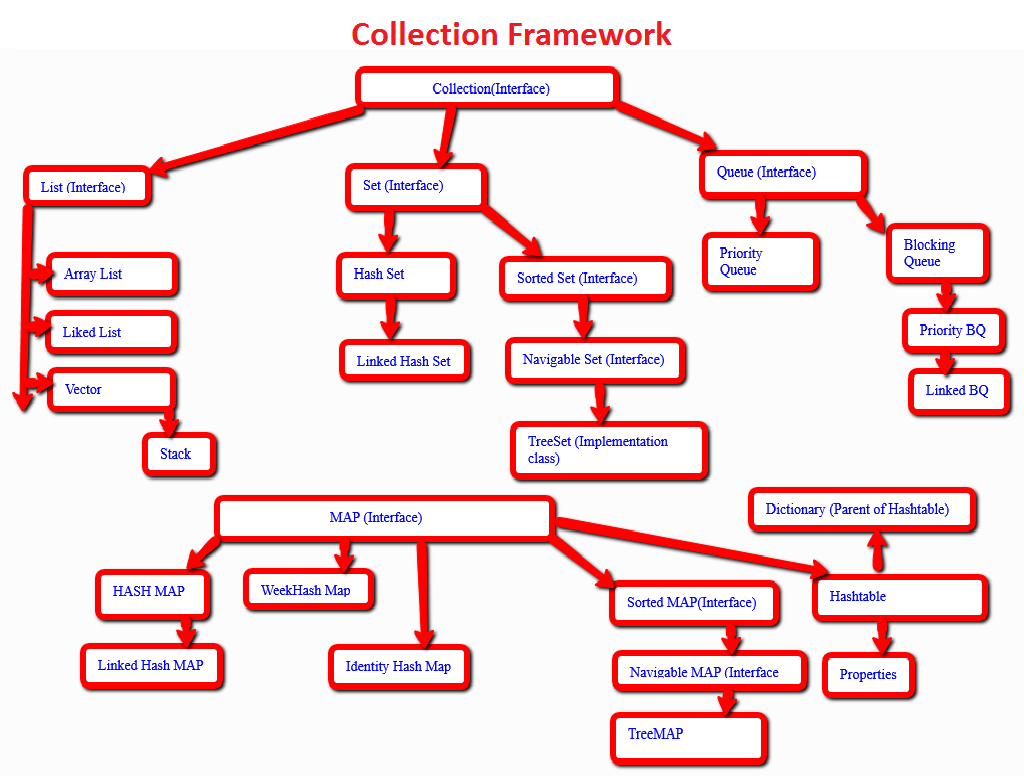 Collection Framework
Collection(Interface)
List (Interface)
Set (Interface)
Queue (Interface)
Array List
Liked List
Vector
Stack
Hash Set
Linked Hash Set
Sorted Set (Interface)
Navigable Set (Interface)
TreeSet (Implementation
class)
Priority
Queue
Blocking
Queue
Priority BQ
Linked BQ
MAP (Interface)
Dictionary (Parent of Hashtable)
HASH MAP
WeekHash Map
Sorted MAP(Interface)
Hashtable
Linked Hash MAP
Identity Hash Map
Navigable MAP (Interface
Properties
TreeMAP